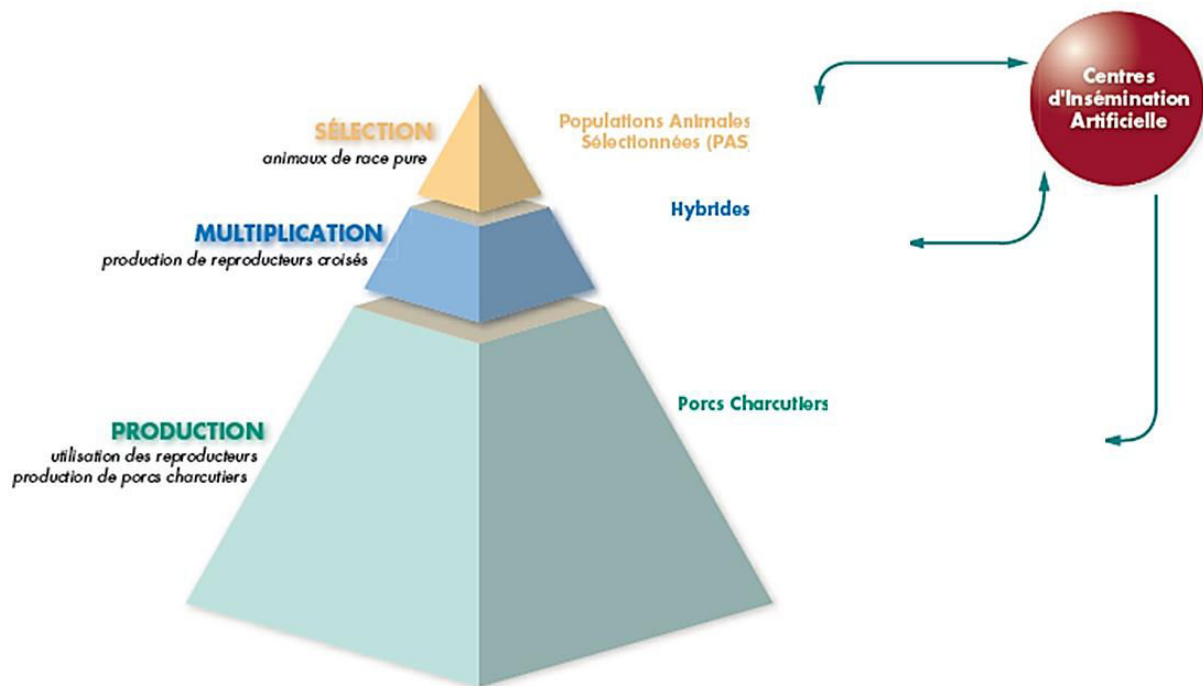 Centres
d'Insémination
Artificielle
SÉLECTION
animaux de race pure
Populations Animales
Sélectionnées (PAS)
MULTIPLICATION
production de reproducteurs croisés
Hybrides
PRODUCTION
utilisation des reproducteurs
production de porcs charcutiers
Porcs Charcutiers